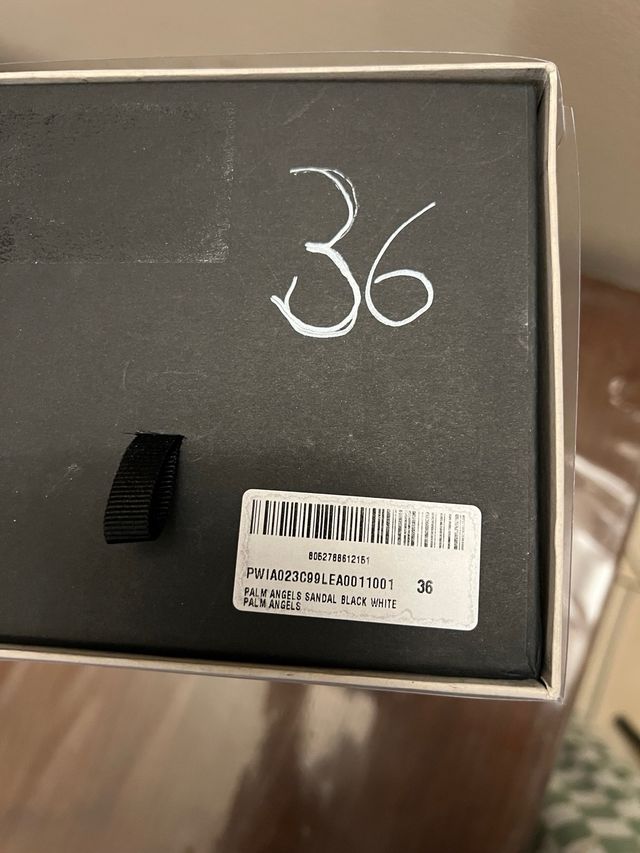 36
8052788612151
PWIA023C99LEA0011001 36
PALM ANGELS SANDAL BLACK WHITE
PALM ANGELS